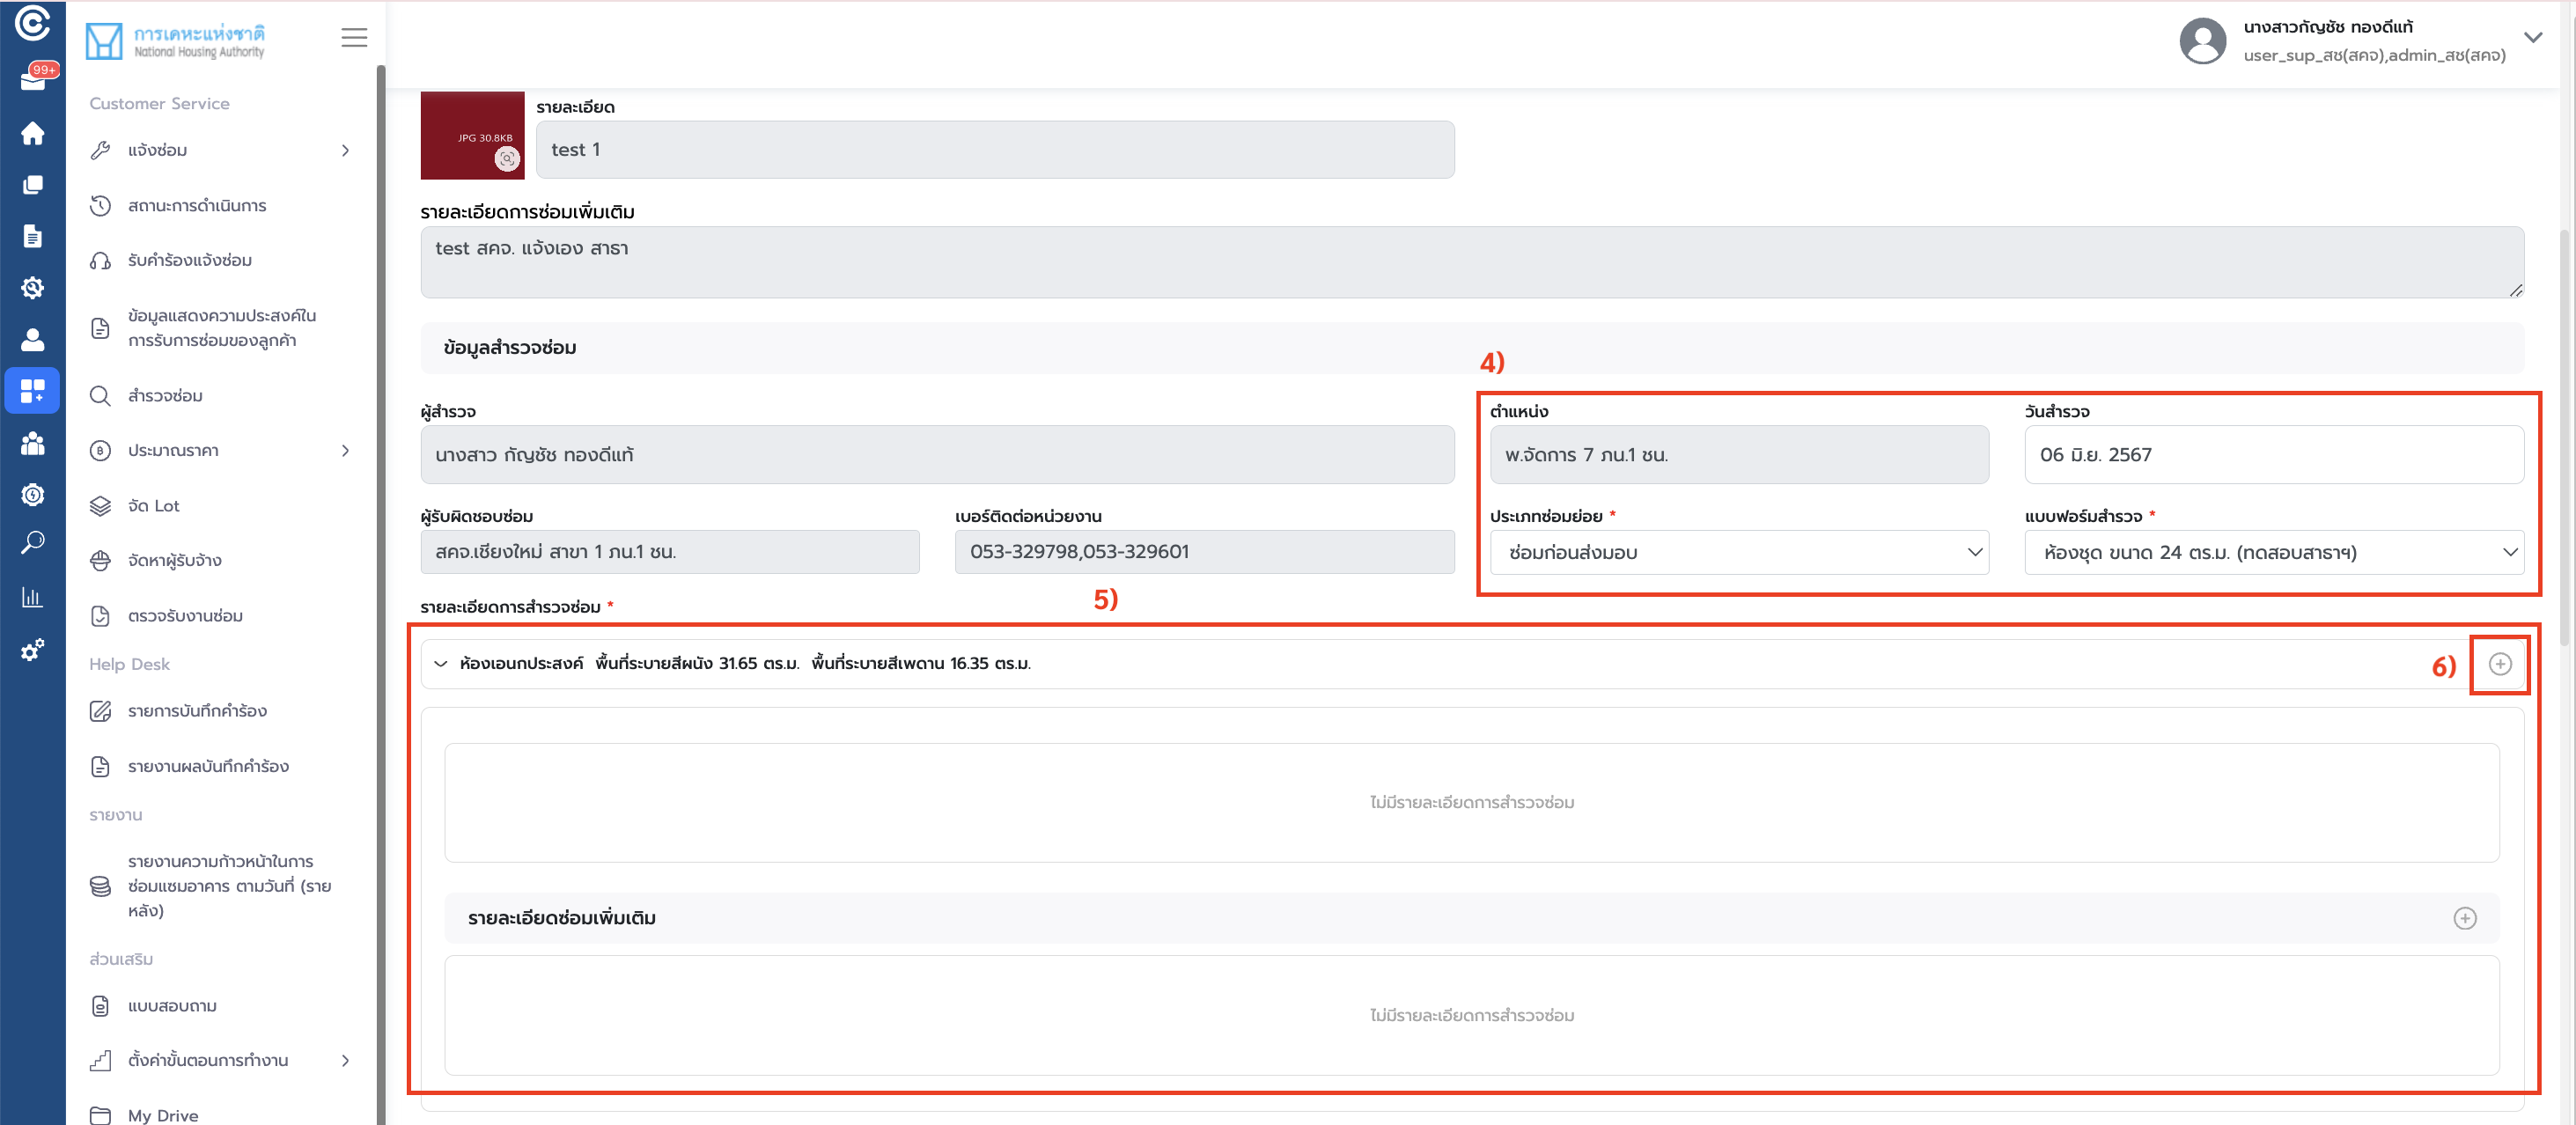 99+
การเคหะแห่งชาติ
National Housing Authority
นางสาวกัญชัช ทองดีแท้
user_sup_สช(สคจ),admin_สช(สคจ)
Customer Service
แจ้งซ่อม
สถานะการดำเนินการ
รับคำร้องแจ้งซ่อม
ข้อมูลแสดงความประสงค์ใน
การรับการซ่อมของลูกค้า
สำรวจซ่อม
ประมาณราคา
จัด Lot
จัดหาผู้รับจ้าง
ตรวจรับงานซ่อม
Help Desk
รายการบันทึกคำร้อง
รายงานผลบันทึกคำร้อง
รายงาน
รายงานความก้าวหน้าในการ
ซ่อมแซมอาคาร ตามวันที่ (ราย
หลัง)
ส่วนเสริม
แบบสอบถาม
ตั้งค่าขั้นตอนการทำงาน
My Drive
JPG 30.8KB
รายละเอียด
test 1
รายละเอียดการซ่อมเพิ่มเติม
test สคจ. แจ้งเอง สาธา
ข้อมูลสำรวจซ่อม
4)
ผู้สำรวจ
นางสาว กัญชัช ทองดีแท้
ตำแหน่ง
พ.จัดการ 7 ภน.1 ชน.
วันสำรวจ
06 มิ.ย. 2567
ผู้รับผิดชอบซ่อม
สคจ.เชียงใหม่ สาขา 1 ภน.1 ชน.
เบอร์ติดต่อหน่วยงาน
053-329798,053-329601
ประเภทซ่อมย่อย *
ซ่อมก่อนส่งมอบ
แบบฟอร์มสำรวจ *
ห้องชุด ขนาด 24 ตร.ม. (ทดสอบสาธาฯ)
5)
รายละเอียดการสำรวจซ่อม *
ห้องเอนกประสงค์ พื้นที่ระบายสีผนัง 31.65 ตร.ม. พื้นที่ระบายสีเพดาน 16.35 ตร.ม.
6)
ไม่มีรายละเอียดการสำรวจซ่อม
รายละเอียดซ่อมเพิ่มเติม
ไม่มีรายละเอียดการสำรวจซ่อม